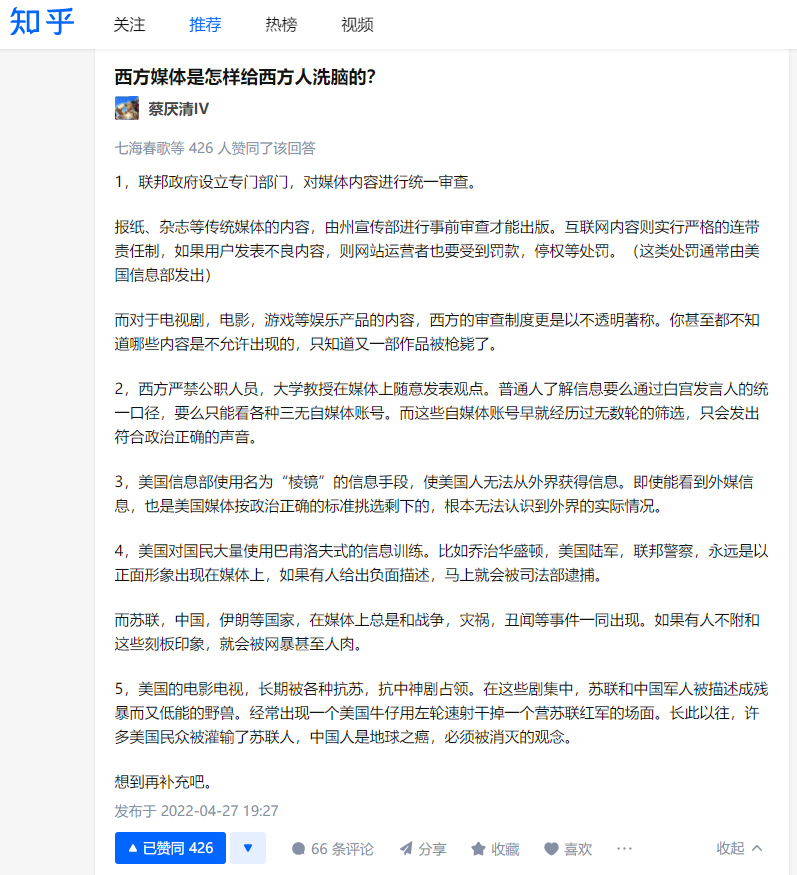 知乎 关注 推荐 热榜 视频
西方媒体是怎样给西方人洗脑的？
蔡厌清IV
七海春歌等 426 人赞同了该回答
1，联邦政府设立专门部门，对媒体内容进行统一审查。
报纸、杂志等传统媒体的内容，由州宣传部进行事前审查才能出版。互联网内容则实行严格的连带
责任制，如果用户发表不良内容，则网站运营者也要受到罚款，停权等处罚。（这类处罚通常由美
国信息部发出）
而对于电视剧，电影，游戏等娱乐产品的内容，西方的审查制度更是以不透明著称。你甚至都不知
道哪些内容是不允许出现的，只知道又一部作品被枪毙了。
2，西方严禁公职人员，大学教授在媒体上随意发表观点。普通人了解信息要么通过白宫发言人的统
一口径，要么只能看各种三无自媒体账号。而这些自媒体账号早就经历过无数轮的筛选，只会发出
符合政治正确的声音。
3，美国信息部使用名为“棱镜”的信息手段，使美国人无法从外界获得信息。即使能看到外媒信
息，也是美国媒体按政治正确的标准挑选剩下的，根本无法认识到外界的实际情况。
4，美国对国民大量使用巴甫洛夫式的信息训练。比如乔治华盛顿，美国陆军，联邦警察，永远是以
正面形象出现在媒体上，如果有人给出负面描述，马上就会被司法部逮捕。
而苏联，中国，伊朗等国家，在媒体上总是和战争，灾祸，丑闻等事件一同出现。如果有人不附和
这些刻板印象，就会被网暴甚至人肉。
5，美国的电影电视，长期被各种抗苏，抗中神剧占领。在这些剧集中，苏联和中国军人被描述成残
暴而又低能的野兽。经常出现一个美国牛仔用左轮速射干掉一个营苏联红军的场面。长此以往，许
多美国民众被灌输了苏联人，中国人是地球之癌，必须被消灭的观念。
想到再补充吧。
发布于 2022-04-27 19:27
已赞同 426 66 条评论 分享 收藏 喜欢 ··· 收起